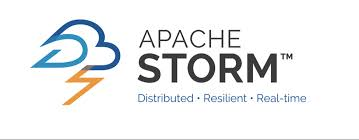 APACHE
STORM™
Distributed • Resilient • Real-time